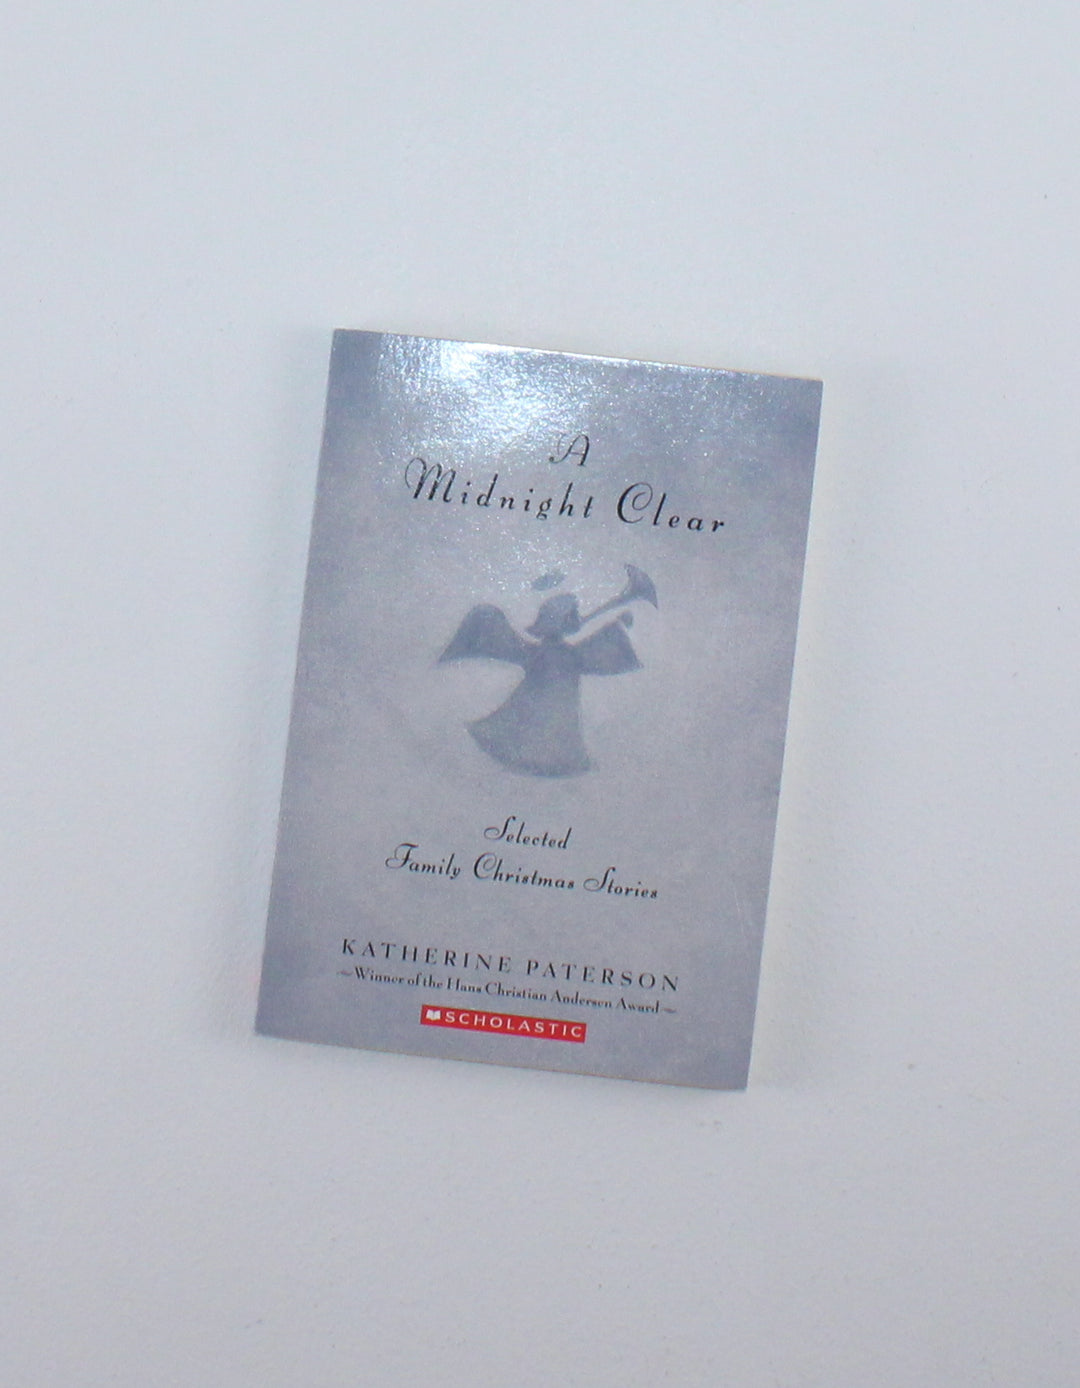 A
Midnight Clear
Selected
Family Christmas Stories
KATHERINE PATERSON
~Winner of the Hans Christian Andersen Award~
SCHOLASTIC